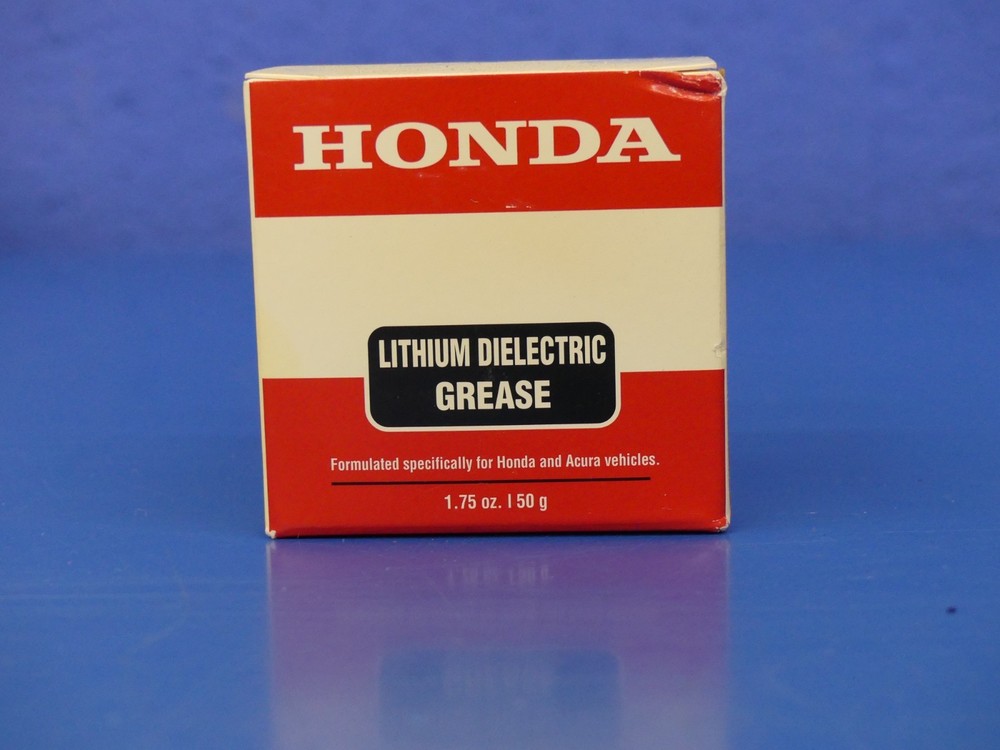 HONDA
LITHIUM DIELECTRIC
GREASE
Formulated specifically for Honda and Acura vehicles.
1.75 oz. | 50 g